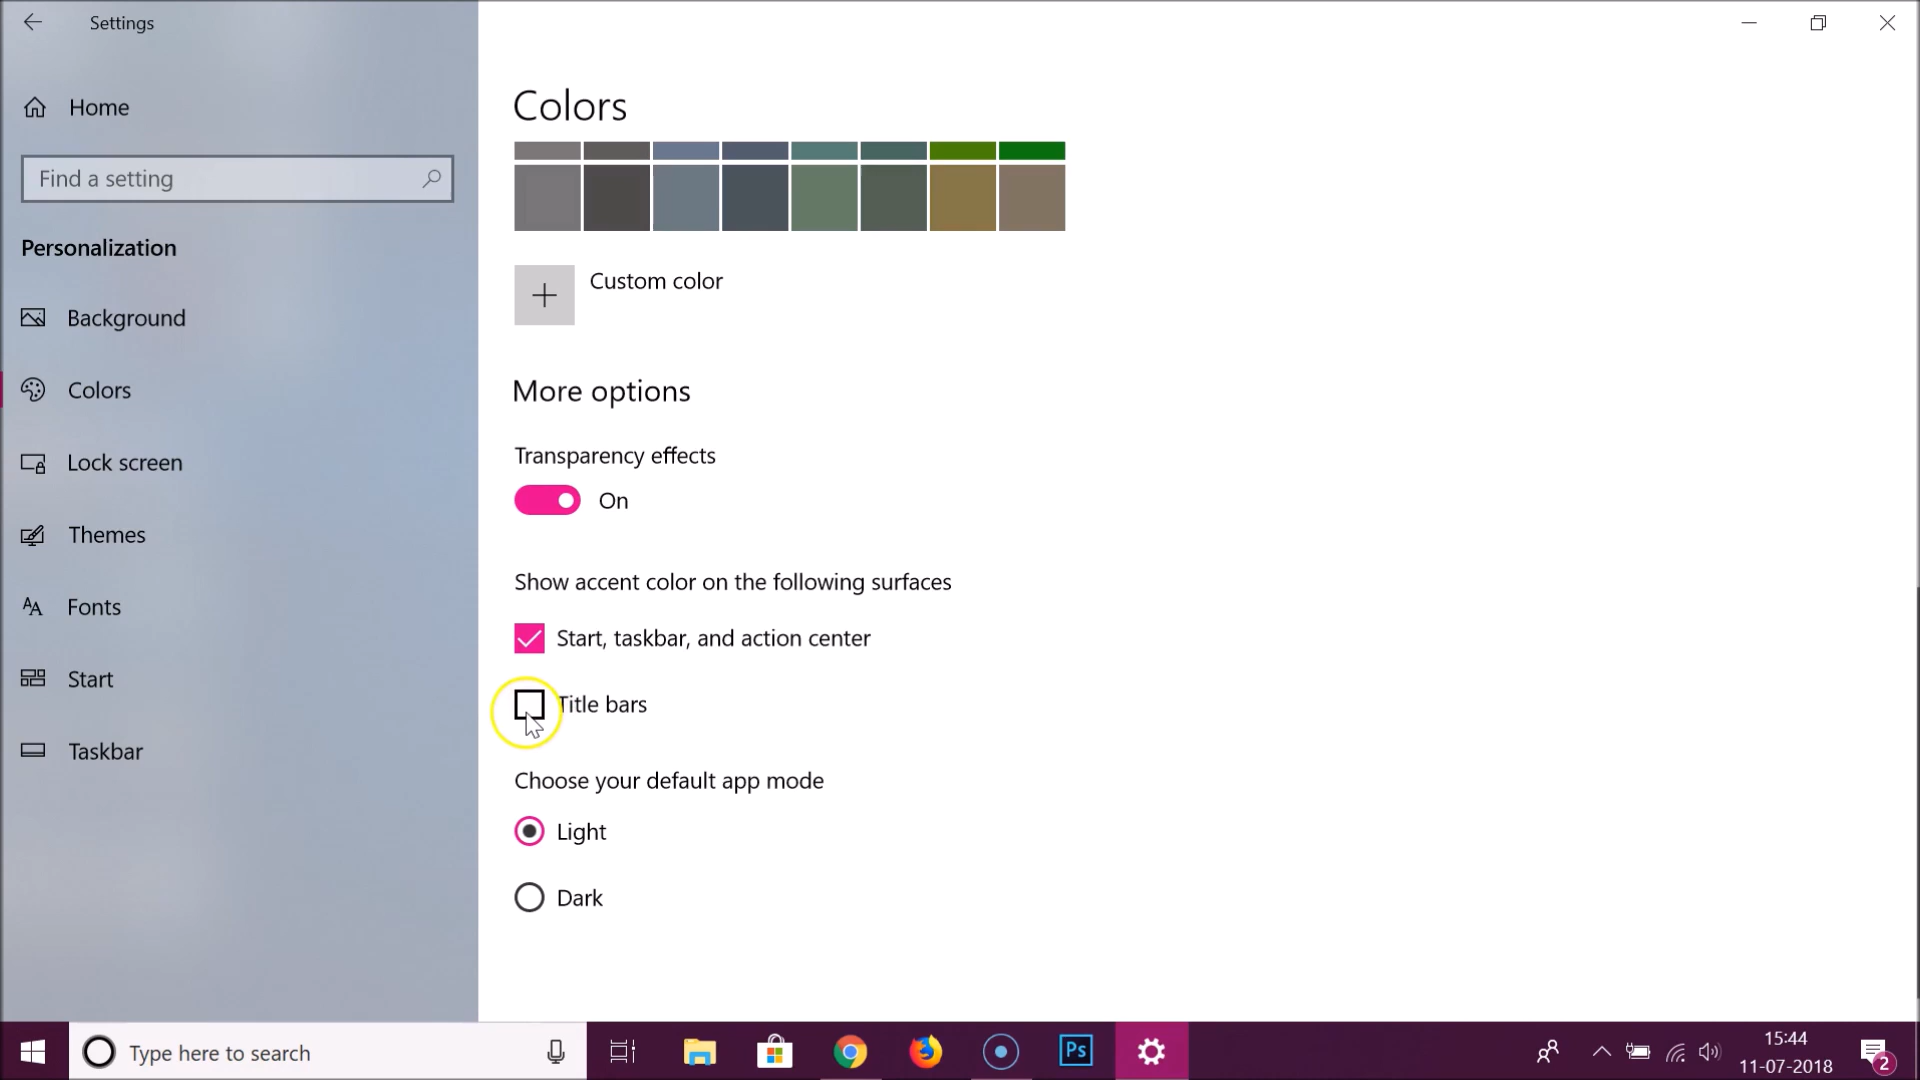 Settings
Home
Find a setting
Personalization
Background
Colors
Lock screen
Themes
Fonts
Start
Taskbar
Colors
Custom color
More options
Transparency effects
On
Show accent color on the following surfaces
Start, taskbar, and action center
Title bars
Choose your default app mode
Light
Dark
Type here to search
Ps
15:44
11-07-2018
2